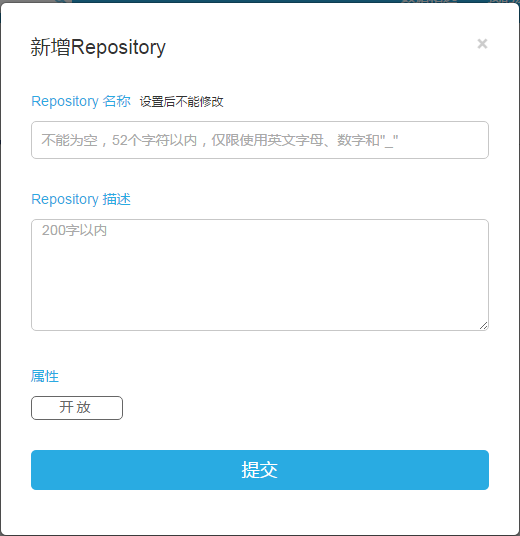 新增Repository
×
Repository 名称 设置后不能修改
不能为空，52个字符以内，仅限使用英文字母、数字和"_"
Repository 描述
200字以内
属性
开放
提交